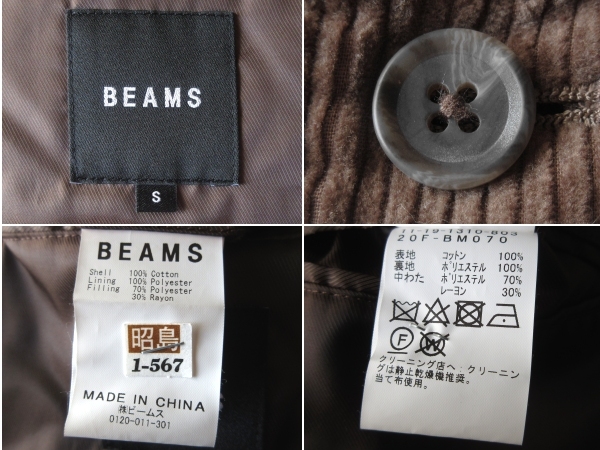 BEAMS
S
BEAMS
Shell 100% Cotton
Lining 100% Polyester
Filling 70% Polyester
30% Rayon
昭島
1-567
MADE IN CHINA
㈱ビームス
0120-011-301
11-19-1310-803
20F-BM070
表地 コットン 100%
裏地 ポリエステル 100%
中わた ポリエステル 70%
レーヨン 30%
F W
クリーニング店へ:クリーニン
グは静止乾燥機推奨。
当て布使用。